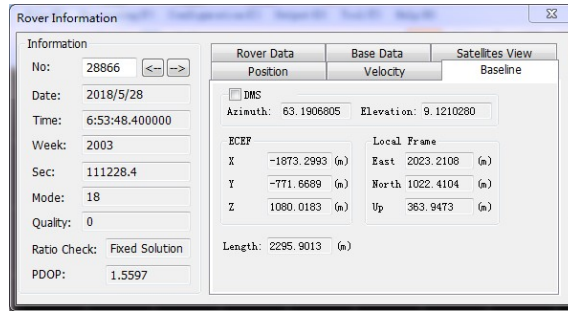 Rover Information
Information
No: 28866 <-- -->
Date: 2018/5/28
Time: 6:53:48.400000
Week: 2003
Sec: 111228.4
Mode: 18
Quality: 0
Ratio Check: Fixed Solution
PDOP: 1.5597
Rover Data Base Data Satellites View
Position Velocity Baseline
DMS
Azimuth: 63.1906805 Elevation: 9.1210280
ECEF Local Frame
X -1873.2993 (m) East 2023.2108 (m)
Y -771.6689 (m) North 1022.4104 (m)
Z 1080.0183 (m) Up 363.9473 (m)
Length: 2295.9013 (m)